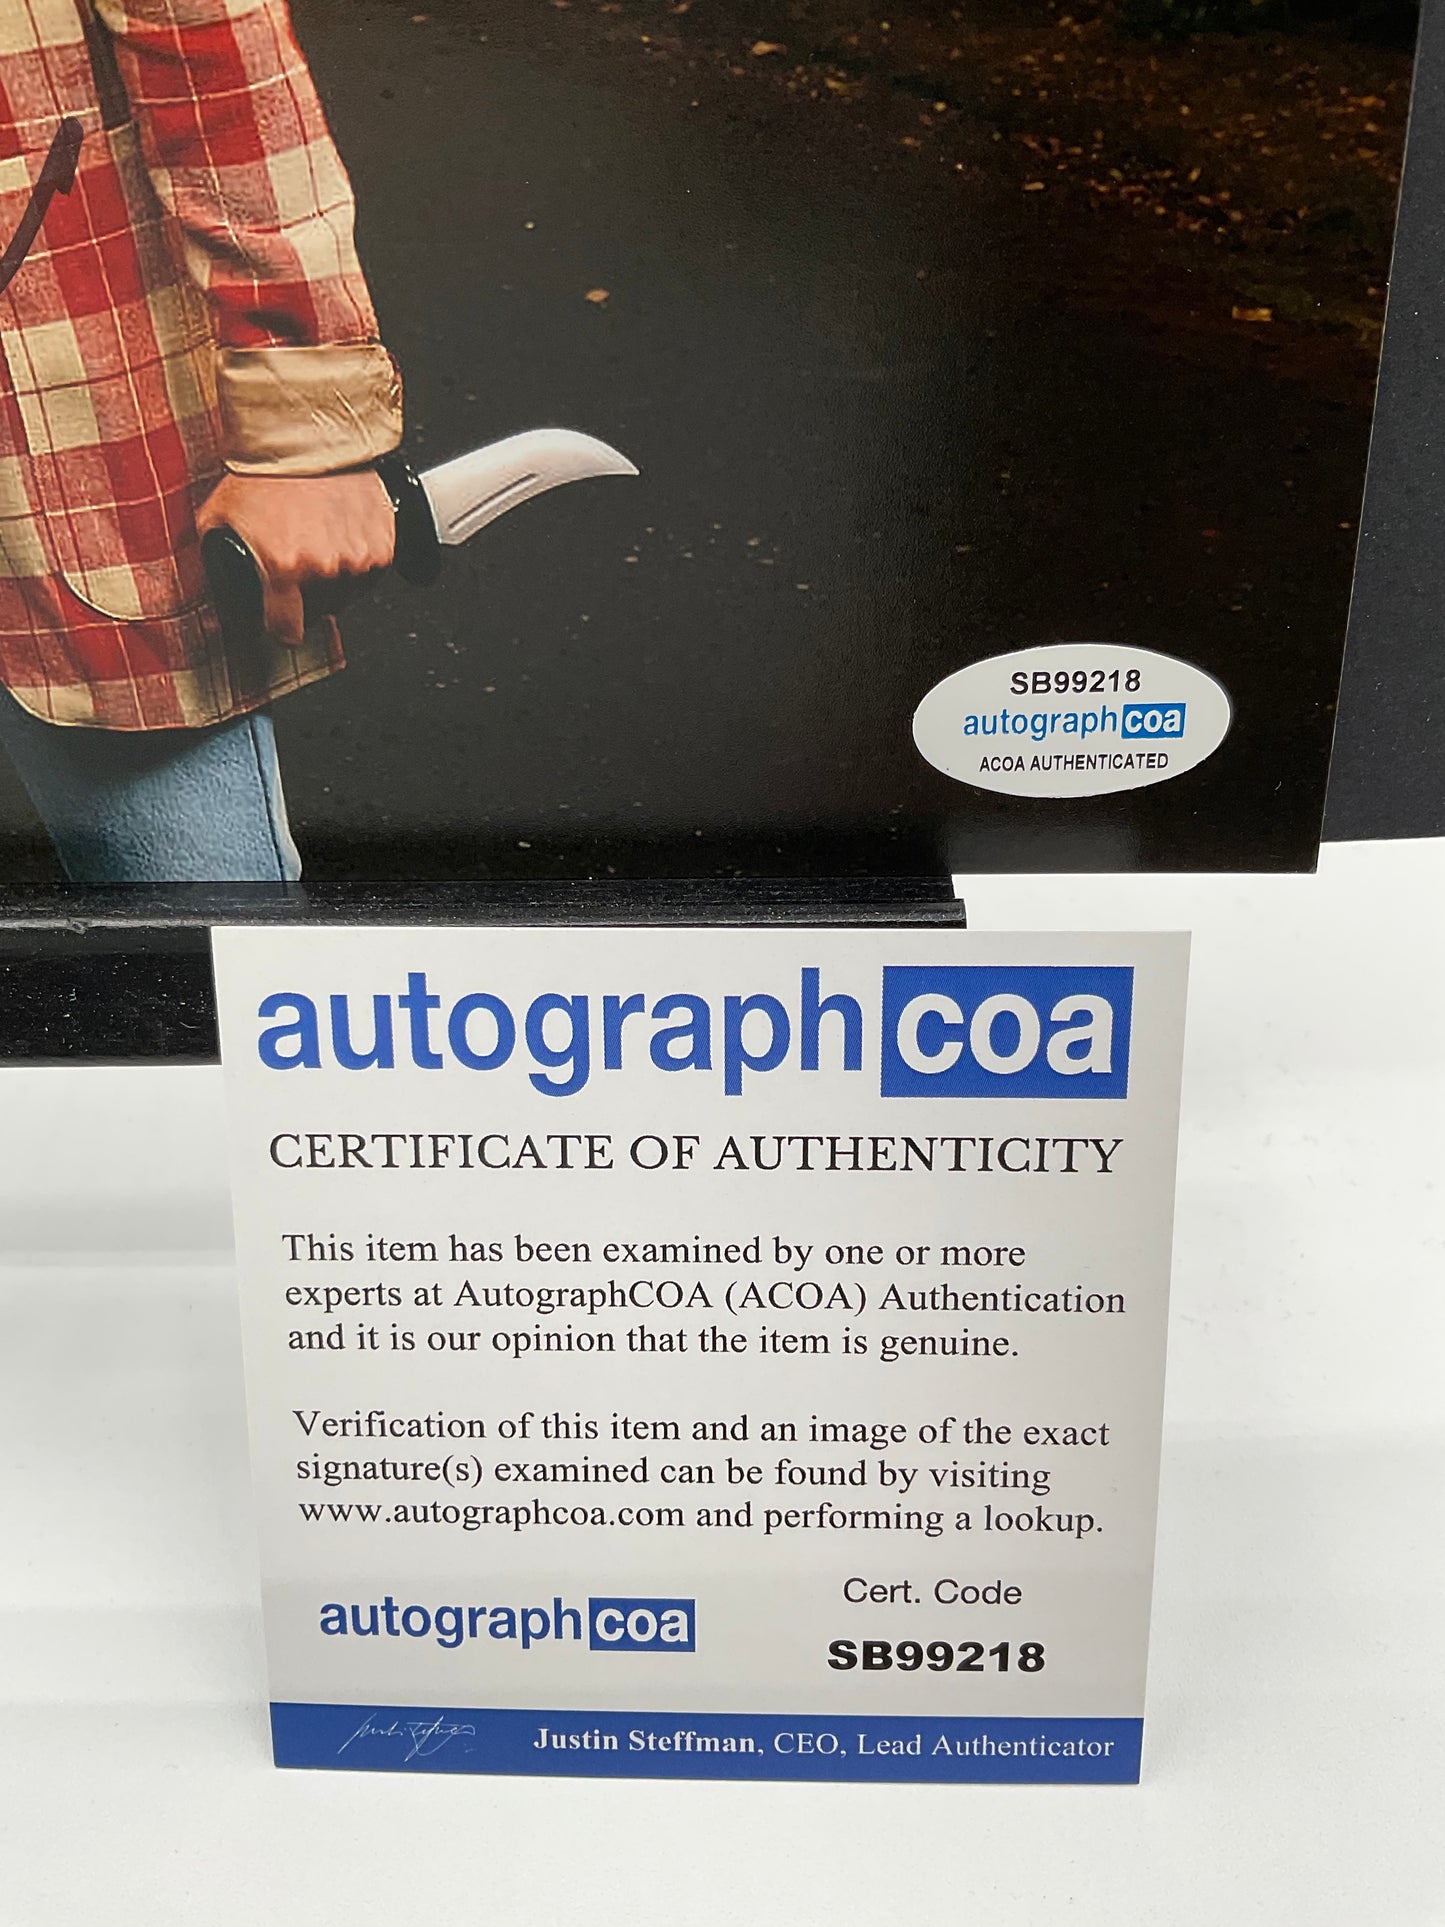 SB99218
autographcoa
ACOA AUTHENTICATED
autographcoa
CERTIFICATE OF AUTHENTICITY
This item has been examined by one or more
experts at AutographCOA (ACOA) Authentication
and it is our opinion that the item is genuine.
Verification of this item and an image of the exact
signature(s) examined can be found by visiting
www.autographcoa.com and performing a lookup.
Cert. Code
autographcoa
SB99218
Justin Steffman, CEO, Lead Authenticator